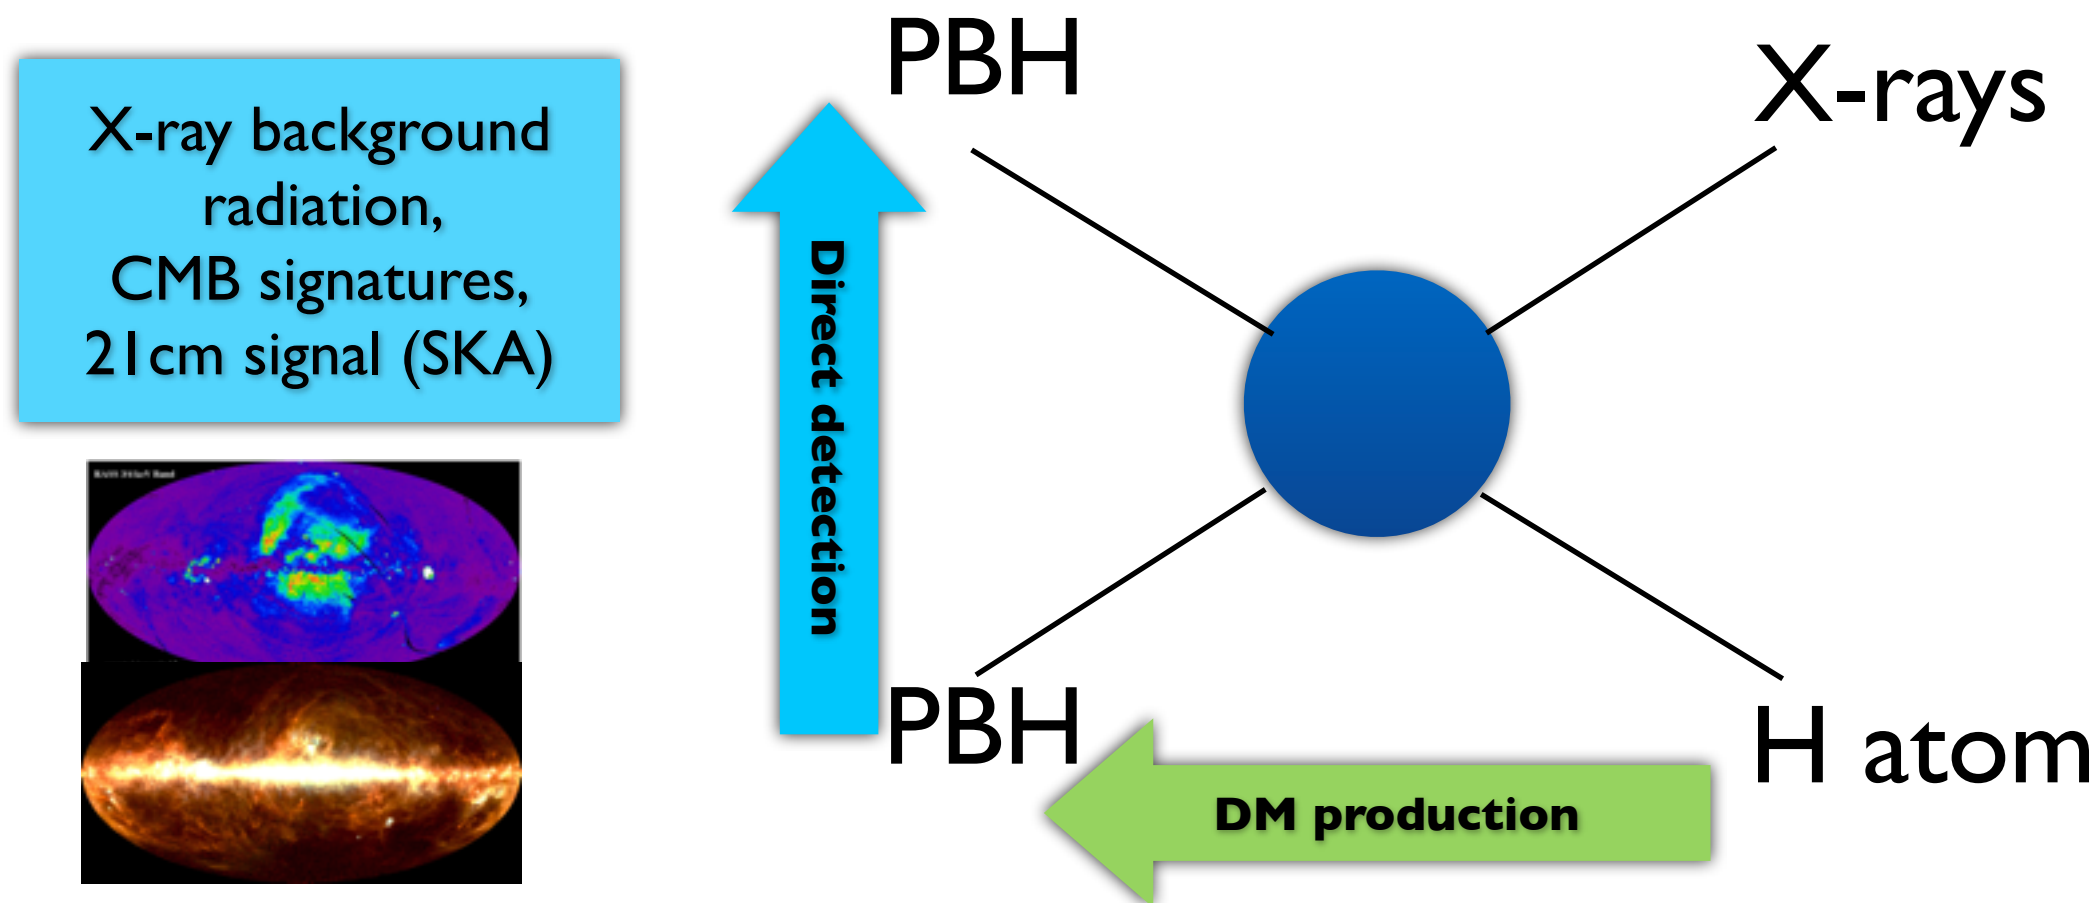 X-ray background
radiation,
CMB signatures,
21cm signal (SKA)
PBH
X-rays
Direct detection
PBH
H atom
DM production